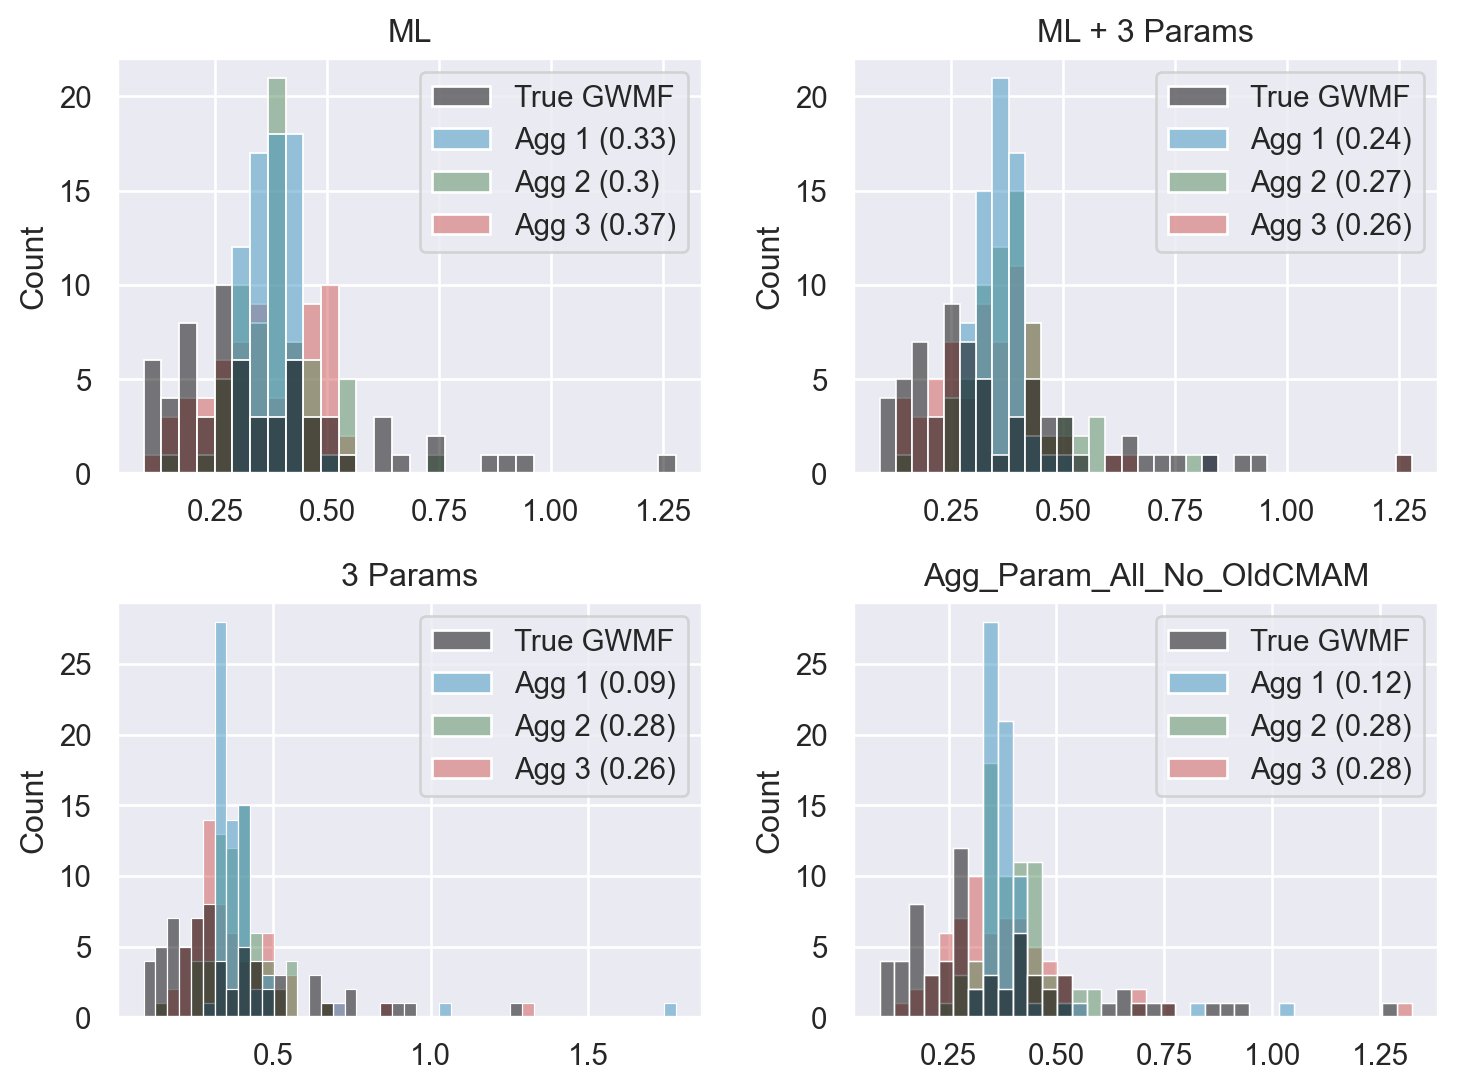 ML
Count
20
15
10
5
0
0.25 0.50 0.75 1.00 1.25
True GWMF
Agg 1 (0.33)
Agg 2 (0.3)
Agg 3 (0.37)
ML + 3 Params
Count
20
15
10
5
0
0.25 0.50 0.75 1.00 1.25
True GWMF
Agg 1 (0.24)
Agg 2 (0.27)
Agg 3 (0.26)
3 Params
Count
25
20
15
10
5
0
0.5 1.0 1.5
True GWMF
Agg 1 (0.09)
Agg 2 (0.28)
Agg 3 (0.26)
Agg_Param_All_No_OldCMAM
Count
25
20
15
10
5
0
0.25 0.50 0.75 1.00 1.25
True GWMF
Agg 1 (0.12)
Agg 2 (0.28)
Agg 3 (0.28)